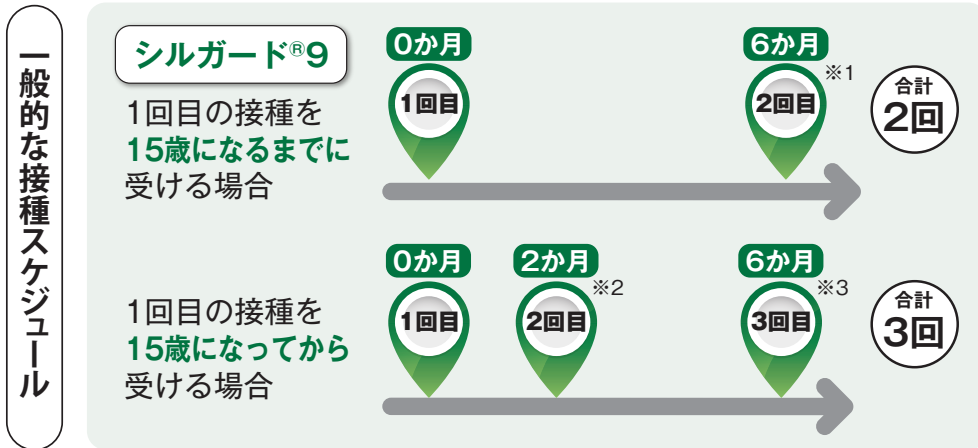 一般的な接種スケジュール
シルガード®9
1回目の接種を
15歳になるまでに
受ける場合
0か月
1回目
6か月
※1
2回目
合計
2回
1回目の接種を
15歳になってから
受ける場合
0か月
1回目
2か月
※2
2回目
6か月
※3
3回目
合計
3回